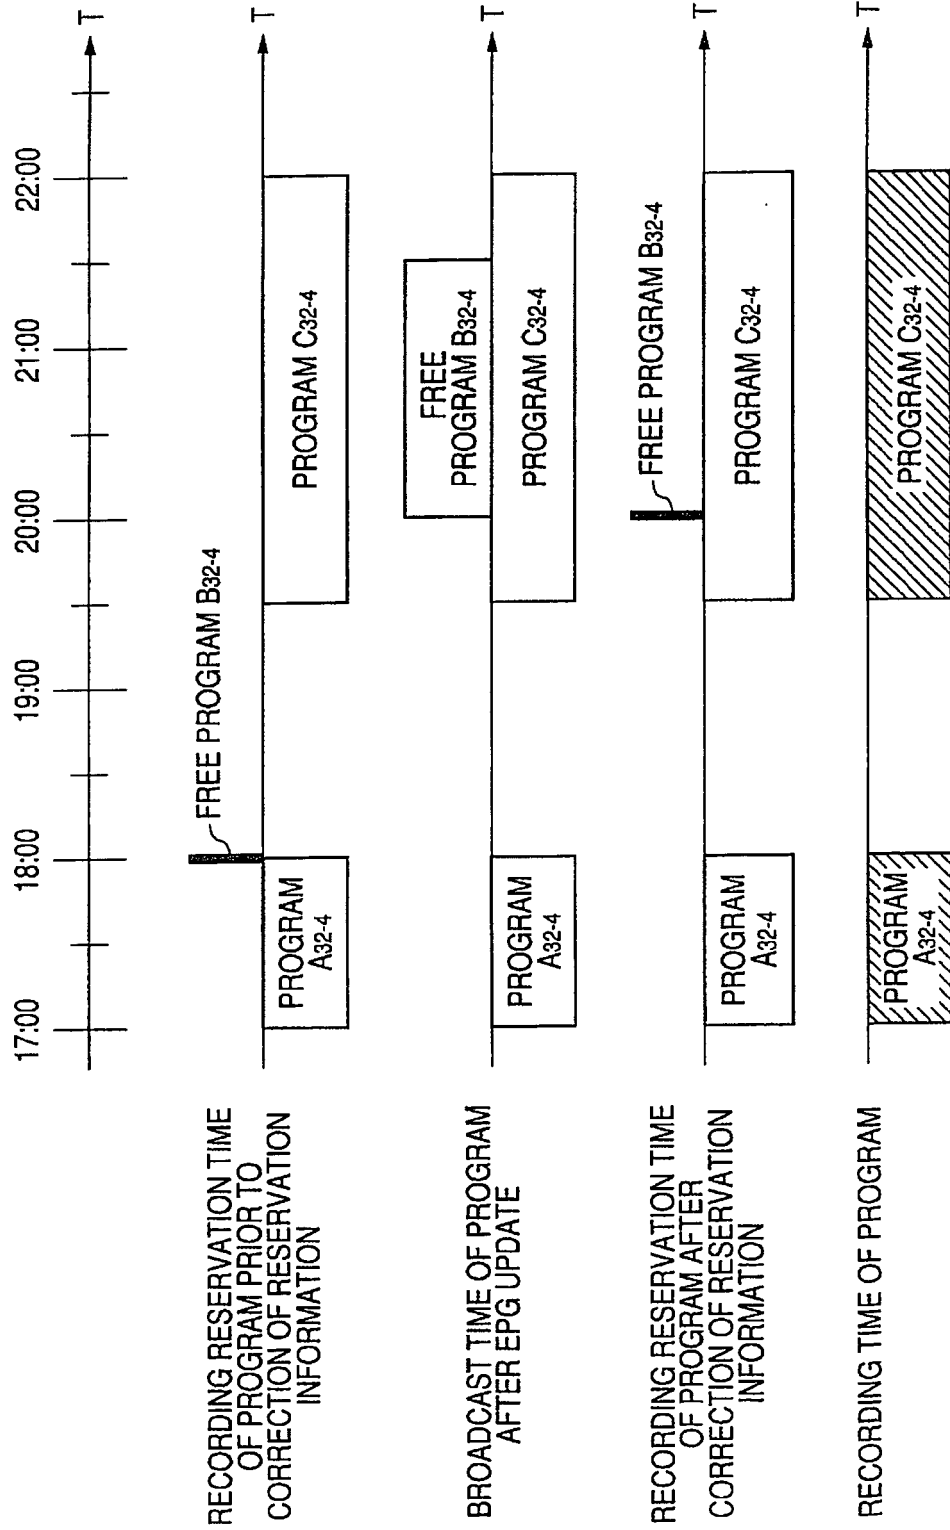 17:00 18:00 19:00 20:00 21:00 22:00
T
RECORDING RESERVATION TIME
OF PROGRAM PRIOR TO
CORRECTION OF RESERVATION
INFORMATION
FREE PROGRAM B32-4
PROGRAM
A32-4
PROGRAM C32-4
T
BROADCAST TIME OF PROGRAM
AFTER EPG UPDATE
FREE
PROGRAM B32-4
PROGRAM
A32-4
PROGRAM C32-4
T
RECORDING RESERVATION TIME
OF PROGRAM AFTER
CORRECTION OF RESERVATION
INFORMATION
FREE PROGRAM B32-4
PROGRAM
A32-4
PROGRAM C32-4
T
RECORDING TIME OF PROGRAM
PROGRAM
A32-4
PROGRAM C32-4
T